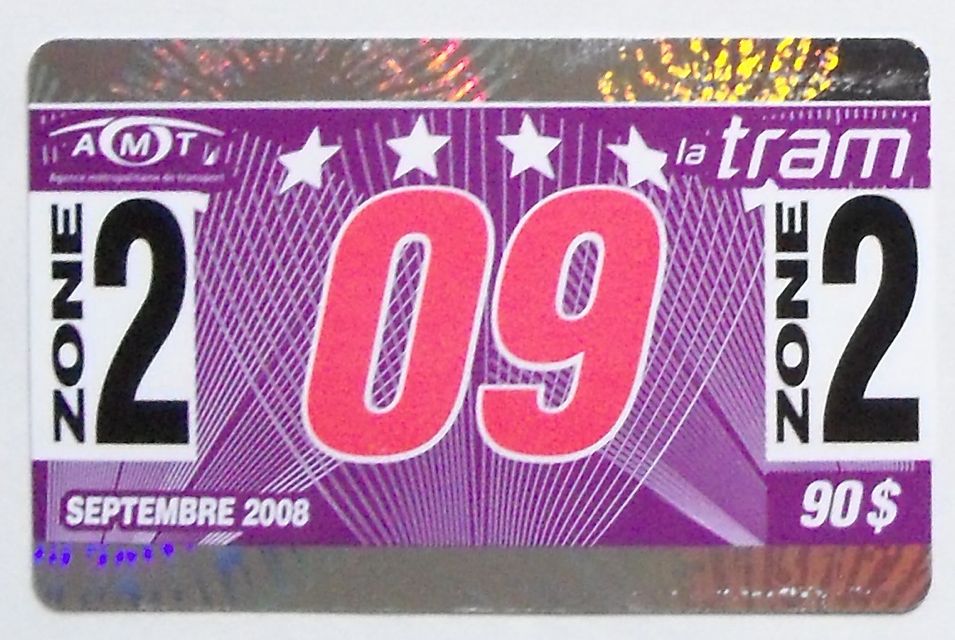 AMT
Agence métropolitaine de transport
la tram
ZONE 2
09
ZONE 2
SEPTEMBRE 2008
90 $